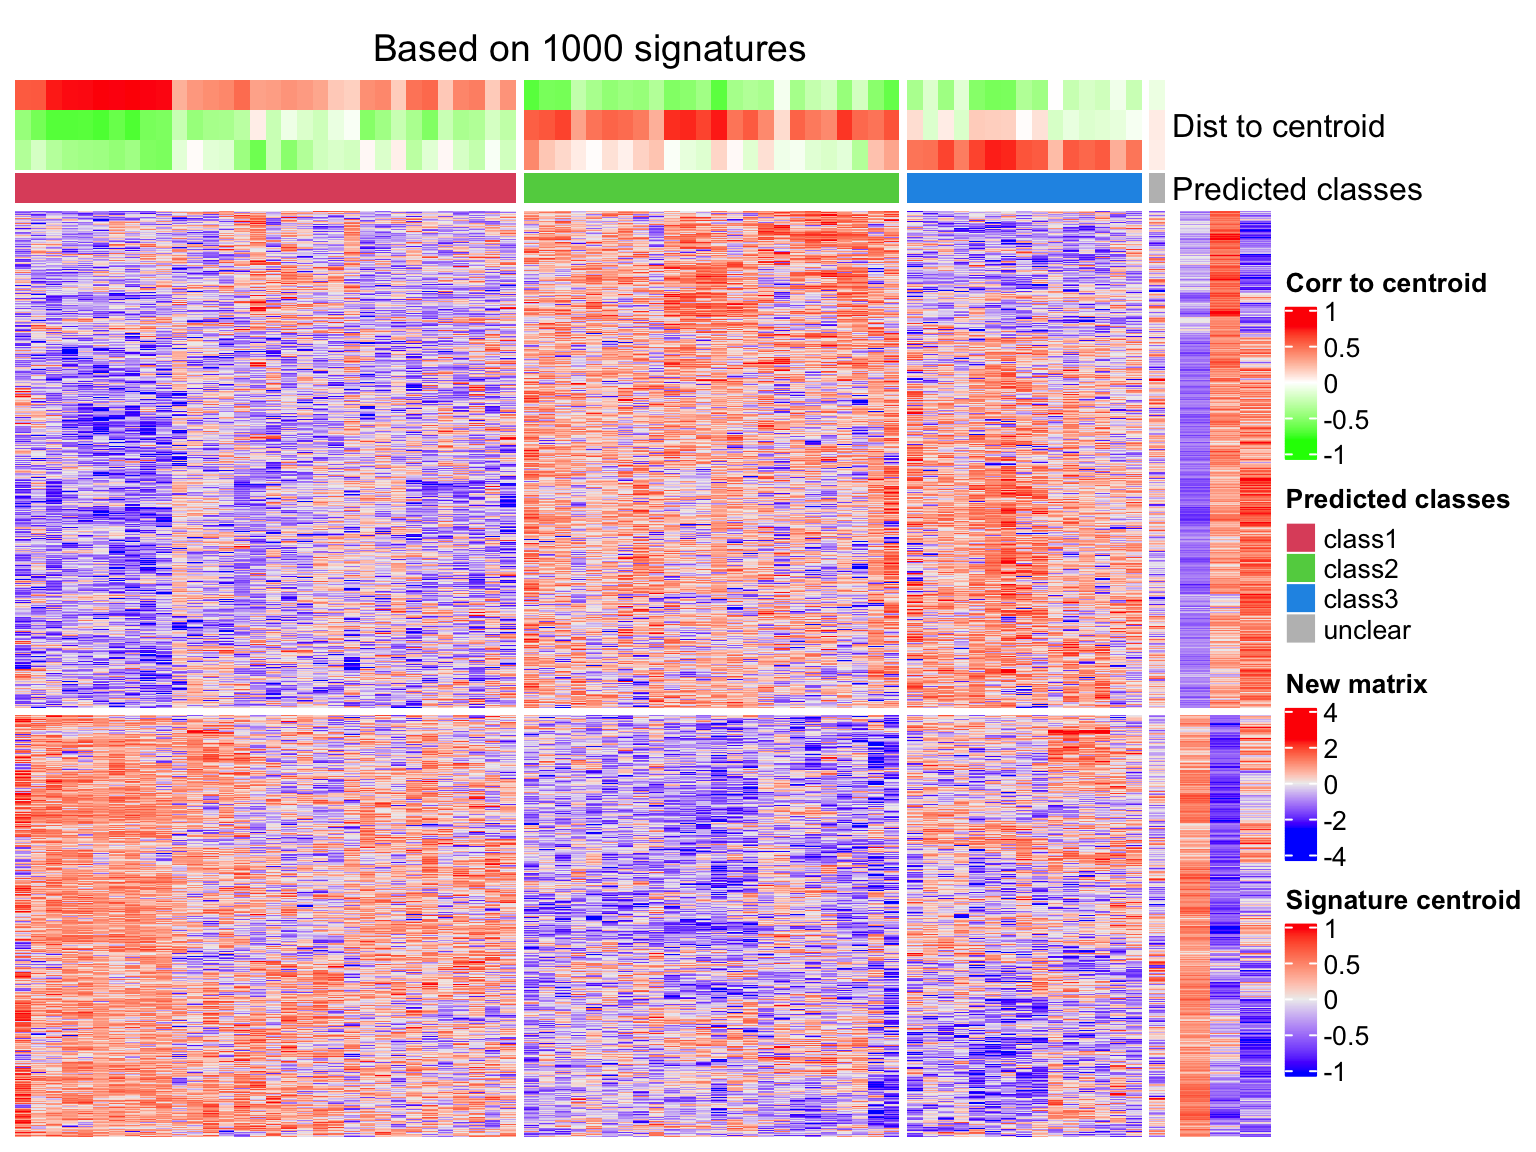 Based on 1000 signatures
Dist to centroid
Predicted classes
Corr to centroid
1
0.5
0
-0.5
-1
Predicted classes
class1
class2
class3
unclear
New matrix
4
2
0
-2
-4
Signature centroid
1
0.5
0
-0.5
-1